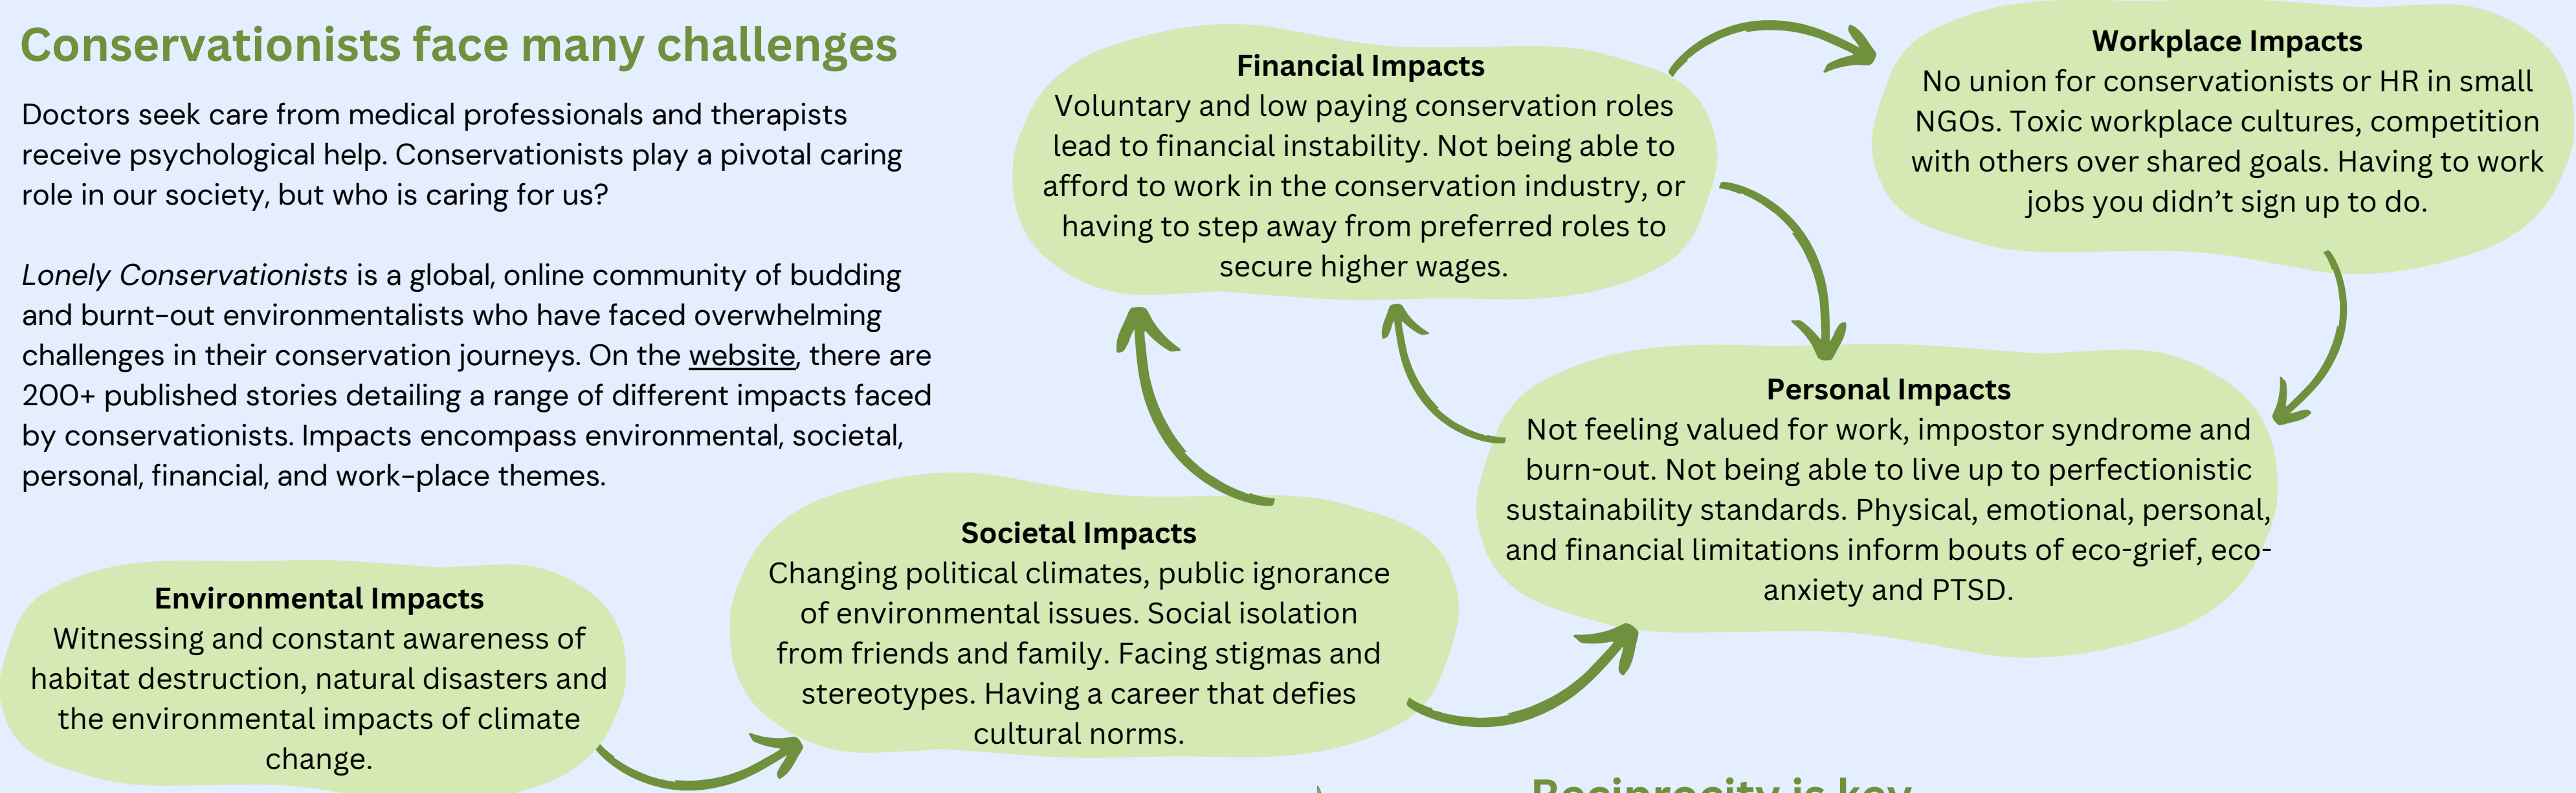 Conservationists face many challenges
Doctors seek care from medical professionals and therapists
receive psychological help. Conservationists play a pivotal caring
role in our society, but who is caring for us?
Lonely Conservationists is a global, online community of budding
and burnt-out environmentalists who have faced overwhelming
challenges in their conservation journeys. On the website, there are
200+ published stories detailing a range of different impacts faced
by conservationists. Impacts encompass environmental, societal,
personal, financial, and work-place themes.
Environmental Impacts
Witnessing and constant awareness of
habitat destruction, natural disasters and
the environmental impacts of climate
change.
Societal Impacts
Changing political climates, public ignorance
of environmental issues. Social isolation
from friends and family. Facing stigmas and
stereotypes. Having a career that defies
cultural norms.
Financial Impacts
Voluntary and low paying conservation roles
lead to financial instability. Not being able to
afford to work in the conservation industry, or
having to step away from preferred roles to
secure higher wages.
Workplace Impacts
No union for conservationists or HR in small
NGOs. Toxic workplace cultures, competition
with others over shared goals. Having to work
jobs you didn't sign up to do.
Personal Impacts
Not feeling valued for work, impostor syndrome and
burn-out. Not being able to live up to perfectionistic
sustainability standards. Physical, emotional, personal,
and financial limitations inform bouts of eco-grief, eco-
anxiety and PTSD.
Reciprocity is key